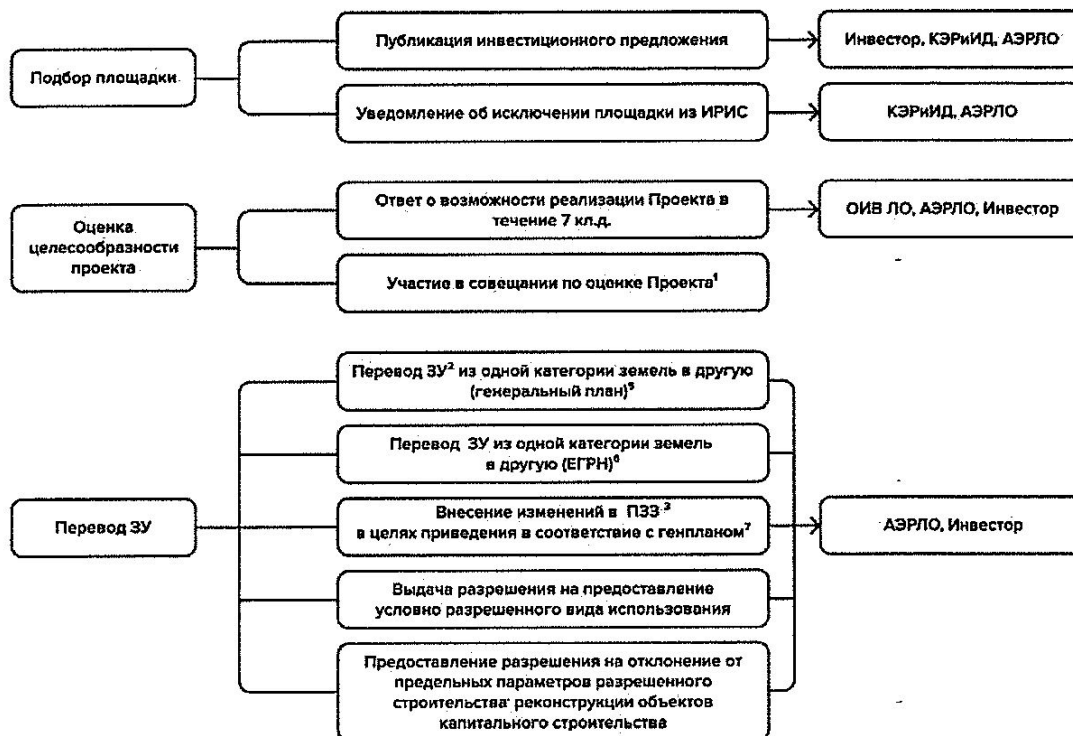 Подбор площадки
Публикация инвестиционного предложения
Инвестор, КЭРиИД, АЭРЛО
Уведомление об исключении площадки из ИРИС
КЭРиИД, АЭРЛО
Оценка
целесообразности
проекта
Ответ о возможности реализации Проекта в
течение 7 кл.д.
ОИВ ЛО, АЭРЛО, Инвестор
Участие в совещании по оценке Проекта¹
Перевод ЗУ
Перевод ЗУ² из одной категории земель в другую
(генеральный план)⁵
Перевод ЗУ из одной категории земель
в другую (ЕГРН)⁶
Внесение изменений в ПЗЗ ³
в целях приведения в соответствие с генпланом⁷
Выдача разрешения на предоставление
условно разрешенного вида использования
Предоставление разрешения на отклонение от
предельных параметров разрешенного
строительства реконструкции объектов
капитального строительства
АЭРЛО, Инвестор